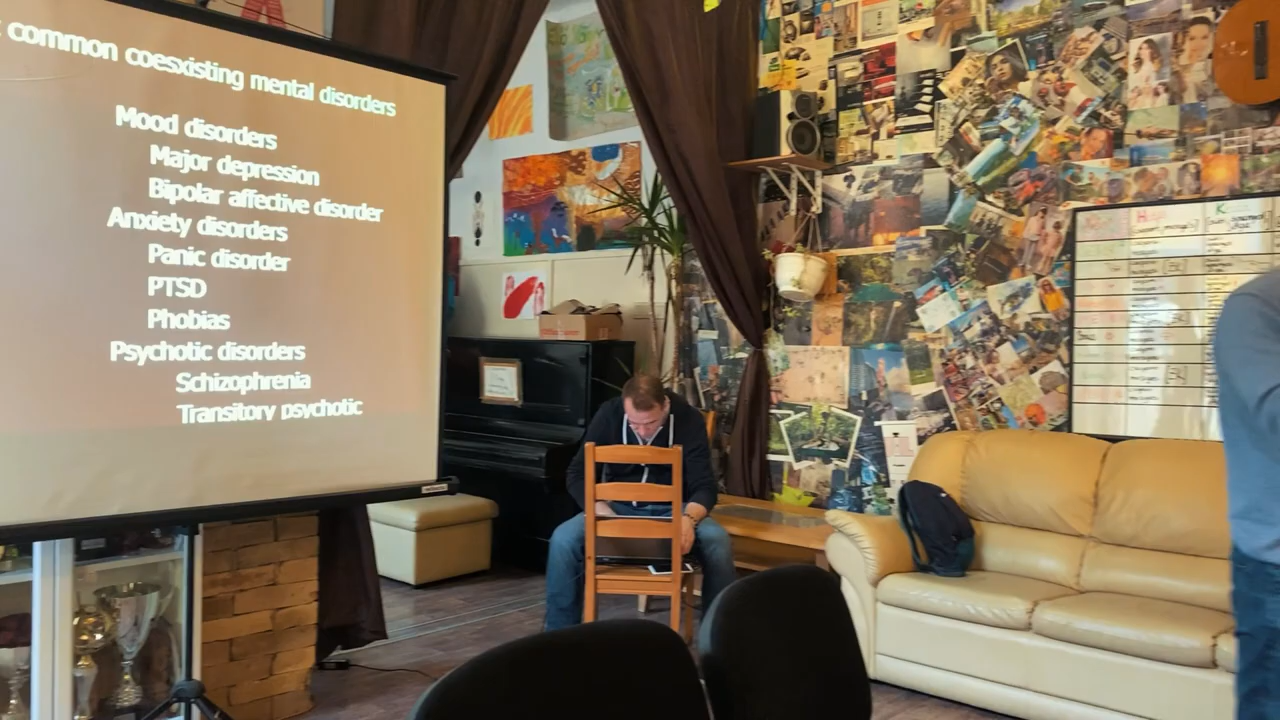 common coesxisting mental disorders
Mood disorders
Major depression
Bipolar affective disorder
Anxiety disorders
Panic disorder
PTSD
Phobias
Psychotic disorders
Schizophrenia
Transitory psychotic